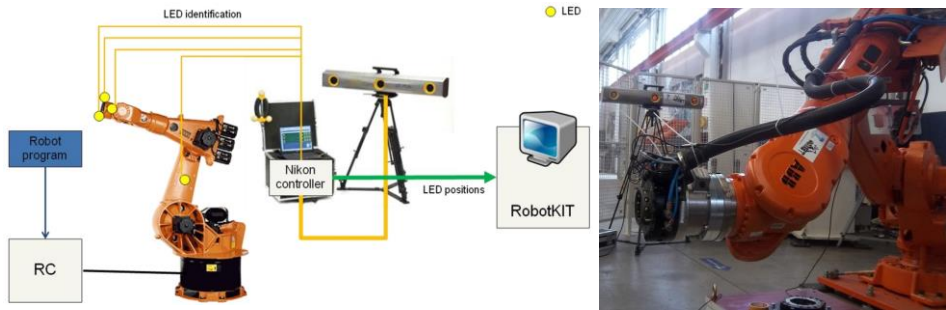 LED identification
LED
Robot
program
Nikon
controller
LED positions
RobotKIT
RC
ABB